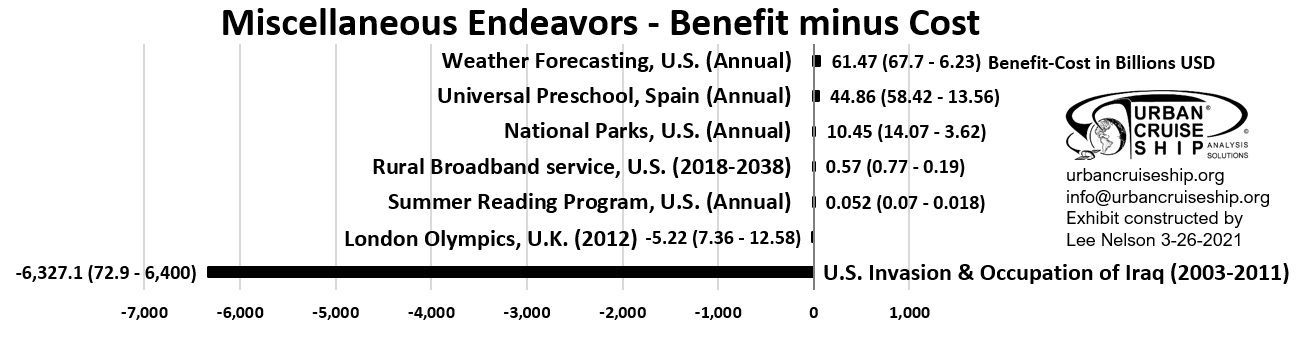 Miscellaneous Endeavors - Benefit minus Cost
Weather Forecasting, U.S. (Annual) 61.47 (67.7 - 6.23) Benefit-Cost in Billions USD
Universal Preschool, Spain (Annual) 44.86 (58.42 - 13.56)
National Parks, U.S. (Annual) 10.45 (14.07 - 3.62)
Rural Broadband service, U.S. (2018-2038) 0.57 (0.77 - 0.19)
Summer Reading Program, U.S. (Annual) 0.052 (0.07 - 0.018)
London Olympics, U.K. (2012) -5.22 (7.36 - 12.58)
-6,327.1 (72.9 - 6,400) U.S. Invasion & Occupation of Iraq (2003-2011)
-7,000 -6,000 -5,000 -4,000 -3,000 -2,000 -1,000 0 1,000
URBAN®
CRUISE
SHIP ©
ANALYSIS
SOLUTIONS
urbancruiseship.org
info@urbancruiseship.org
Exhibit constructed by
Lee Nelson 3-26-2021